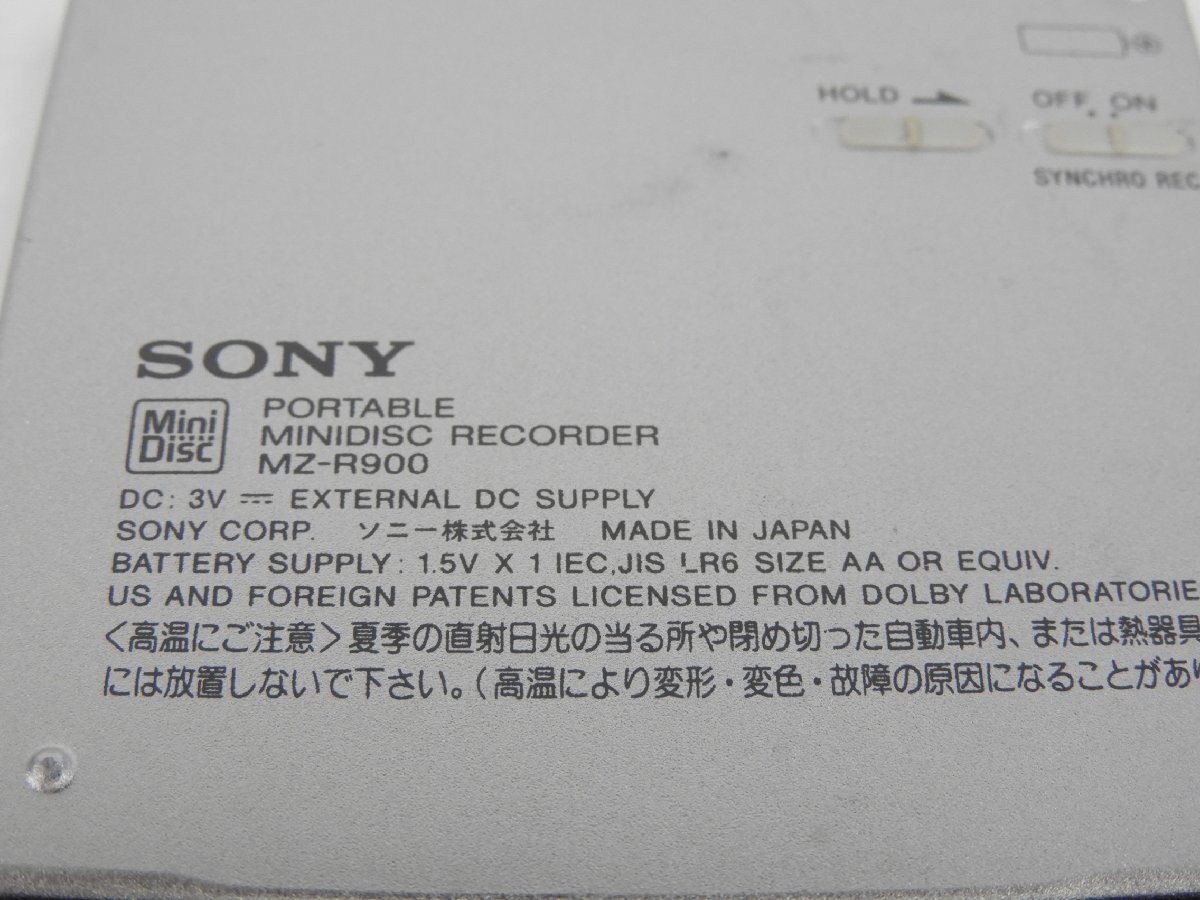 HOLD
OFF ON
SYNCHRO REC
SONY
Mini
Disc
PORTABLE
MINIDISC RECORDER
MZ-R900
DC: 3V ⎓ EXTERNAL DC SUPPLY
SONY CORP. ソニー株式会社 MADE IN JAPAN
BATTERY SUPPLY: 1.5V X 1 IEC,JIS LR6 SIZE AA OR EQUIV.
US AND FOREIGN PATENTS LICENSED FROM DOLBY LABORATORIE
〈高温にご注意〉夏季の直射日光の当る所や閉め切った自動車内、または熱器具
には放置しないで下さい。(高温により変形・変色・故障の原因になることがあり